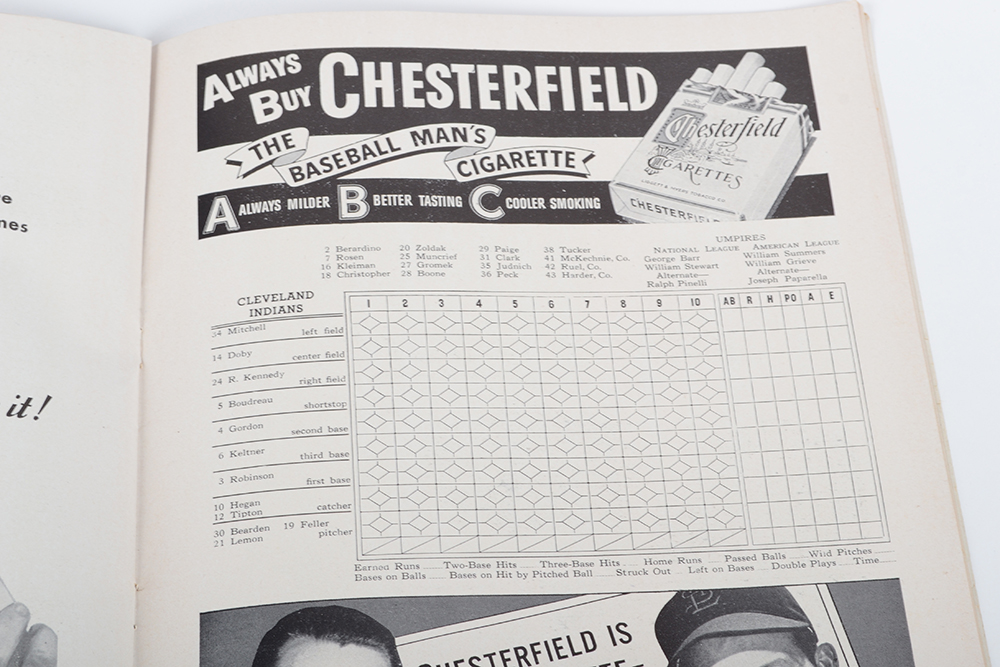 re
nes
it!
ALWAYS
BUY CHESTERFIELD
THE BASEBALL MAN'S CIGARETTE
A ALWAYS MILDER B BETTER TASTING C COOLER SMOKING
Chesterfield
CIGARETTES
LIGGETT & MYERS TOBACCO CO.
CHESTERFIEL
UMPIRES
2 Berardino 20 Zoldak 29 Paige 38 Tucker NATIONAL LEAGUE AMERICAN LEAGUE
7 Rosen 25 Muncrief 31 Clark 41 McKechnie, Co. George Barr William Summers
16 Kleiman 27 Gromek 35 Judnich 42 Ruel, Co. William Stewart William Grieve
18 Christopher 28 Boone 36 Peck 43 Harder, Co. Alternate— Alternate—
Ralph Pinelli Joseph Paparella
CLEVELAND
INDIANS
1 2 3 4 5 6 7 8 9 10 AB R H PO A E
34 Mitchell left field
14 Doby center field
24 R. Kennedy right field
5 Boudreau shortstop
4 Gordon second base
6 Keltner third base
3 Robinson first base
10 Hegan
12 Tipton catcher
30 Bearden 19 Feller
21 Lemon pitcher
Earned Runs Two-Base Hits Three-Base Hits Home Runs Passed Balls Wild Pitches
Bases on Balls Bases on Hit by Pitched Ball Struck Out Left on Bases Double Plays Time
CHESTERFIELD IS